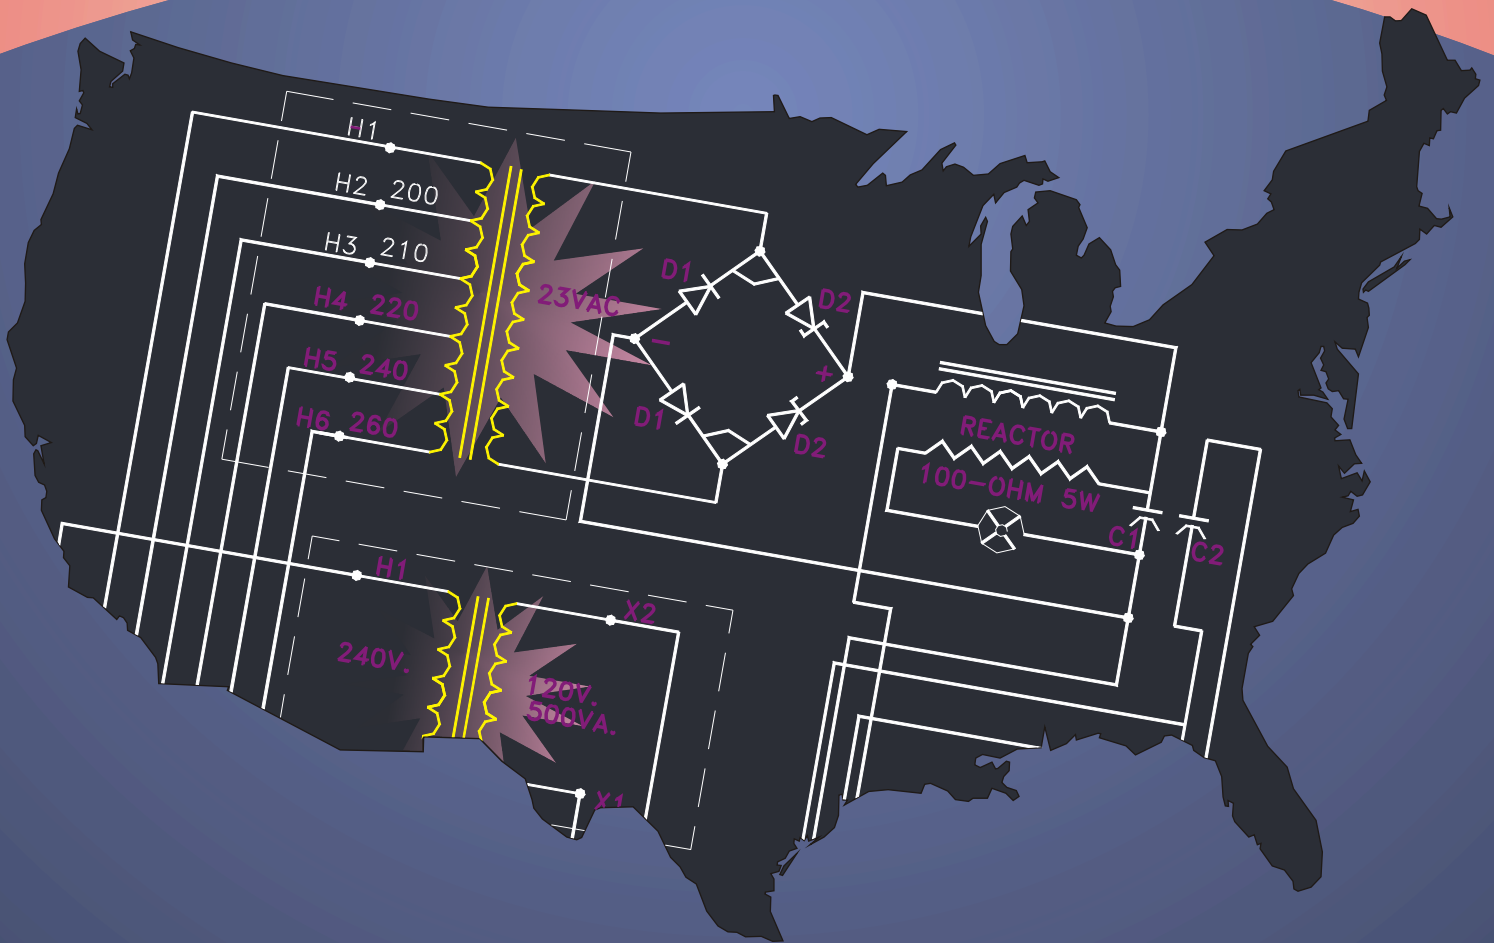 H1
H2 200
H3 210
H4 220
H5 240
H6 260
23VAC
D1
D2
−
+
D1
D2
REACTOR
100-OHM 5W
C1
C2
H1
X2
240V.
120V.
500VA.
X1